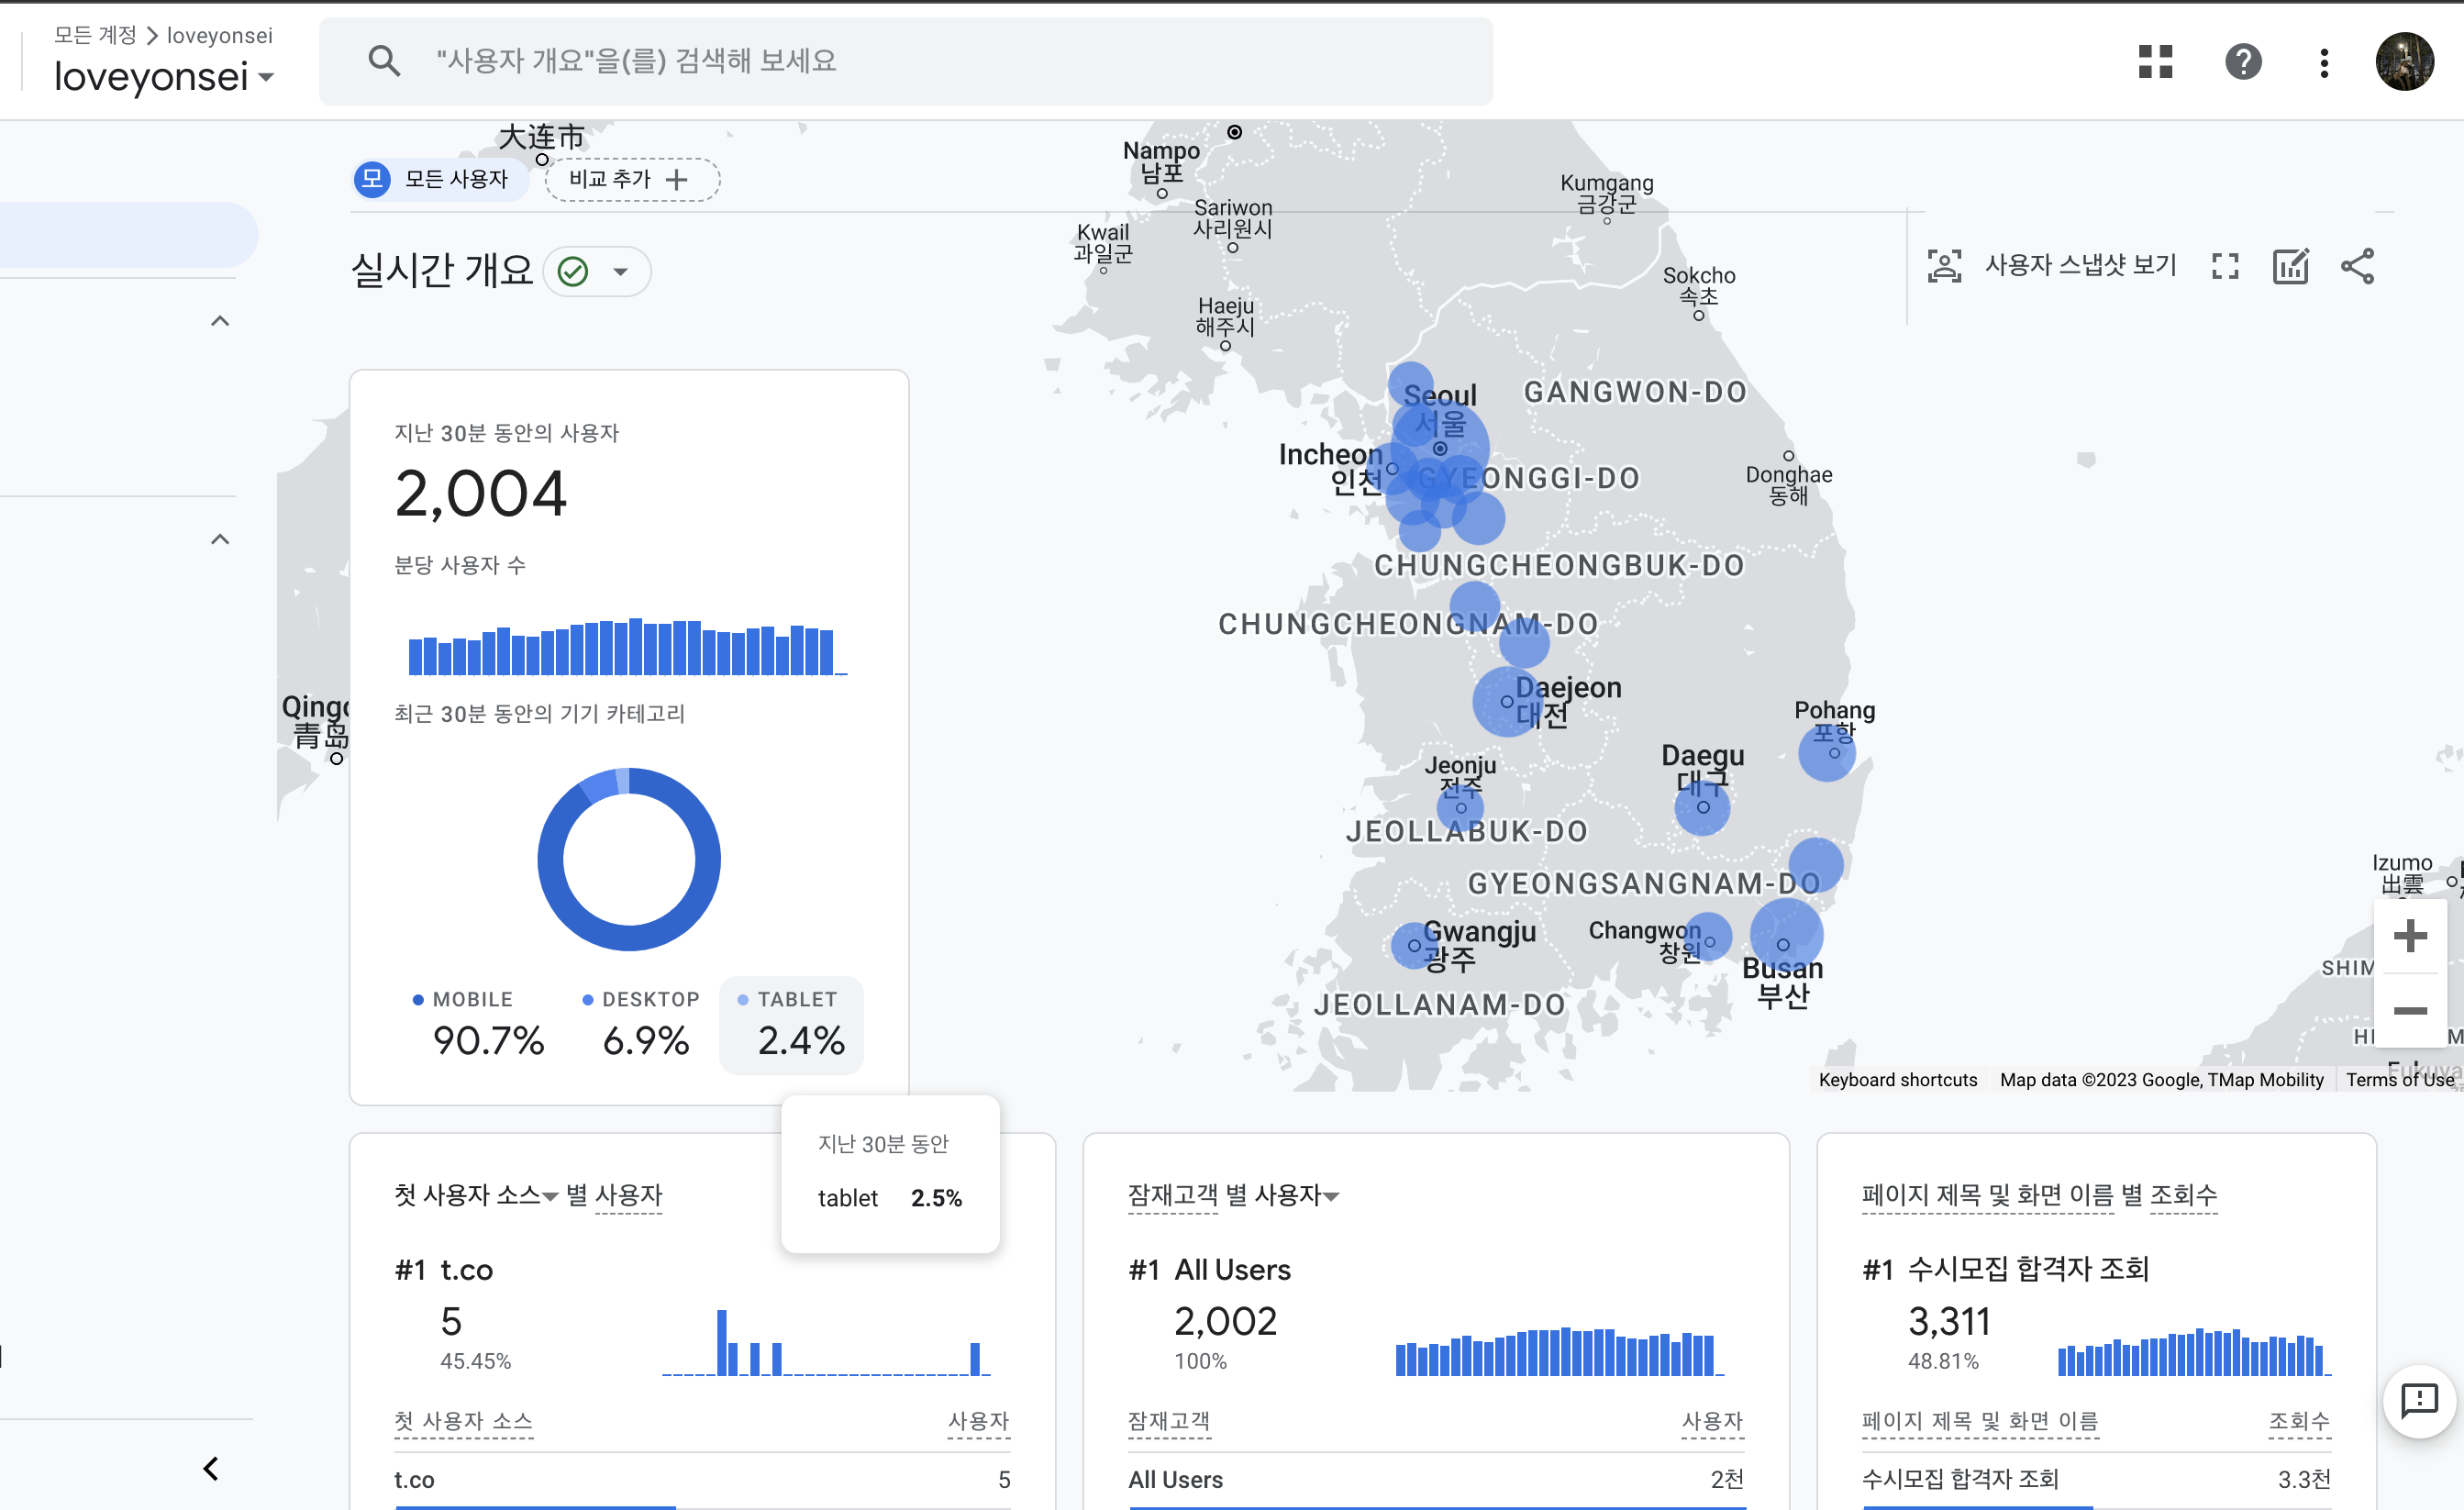 모든 계정 > loveyonsei
loveyonsei
"사용자 개요"을(를) 검색해 보세요
모 모든 사용자
비교 추가
실시간 개요
사용자 스냅샷 보기
大连市
Nampo
남포
Sariwon
사리원시
Kwail
과일군
Haeju
해주시
Kumgang
금강군
Sokcho
속초
Seoul
서울
GANGWON-DO
Incheon
인천
GYEONGGI-DO
Donghae
동해
CHUNGCHEONGBUK-DO
CHUNGCHEONGNAM-DO
Daejeon
대전
Pohang
포항
Daegu
대구
Jeonju
전주
JEOLLABUK-DO
GYEONGSANGNAM-DO
Gwangju
광주
Changwon
창원
Busan
부산
JEOLLANAM-DO
Izumo
出雲
SHIM
Qing
青岛
Keyboard shortcuts
Map data ©2023 Google, TMap Mobility
Terms of Use
지난 30분 동안의 사용자
2,004
분당 사용자 수
최근 30분 동안의 기기 카테고리
MOBILE
90.7%
DESKTOP
6.9%
TABLET
2.4%
지난 30분 동안
tablet 2.5%
첫 사용자 소스 별 사용자
#1 t.co
5
45.45%
첫 사용자 소스 사용자
t.co 5
잠재고객 별 사용자
#1 All Users
2,002
100%
잠재고객 사용자
All Users 2천
페이지 제목 및 화면 이름 별 조회수
#1 수시모집 합격자 조회
3,311
48.81%
페이지 제목 및 화면 이름 조회수
수시모집 합격자 조회 3.3천